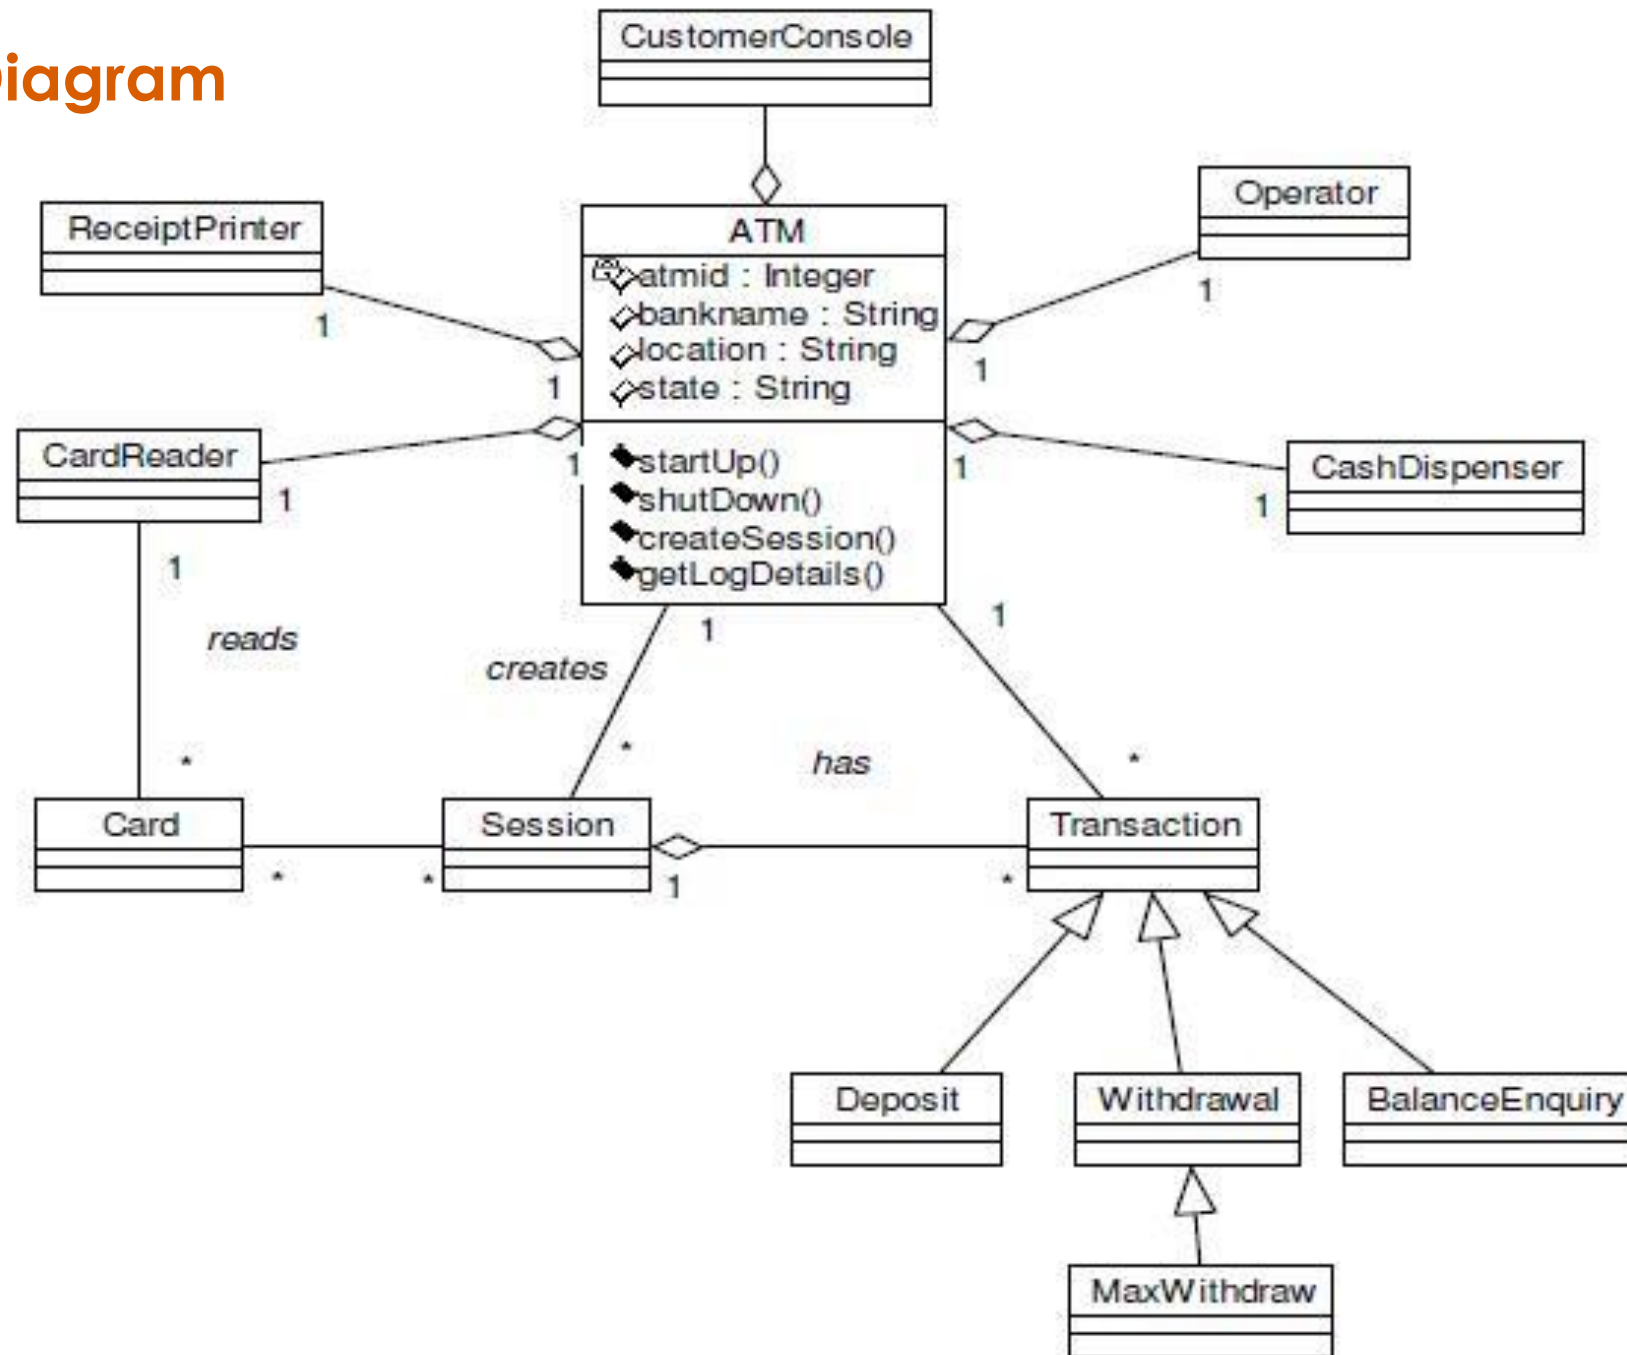 iagram
CustomerConsole
ReceiptPrinter
1
ATM
atmid : Integer
bankname : String
location : String
state : String
startUp()
shutDown()
createSession()
getLogDetails()
Operator
1
1
1
CardReader
1
1
CashDispenser
1
1
1
reads
*
1
creates
*
1
has
*
Card
*
Session
*
1
Transaction
*
Deposit
Withdrawal
BalanceEnquiry
MaxWithdraw